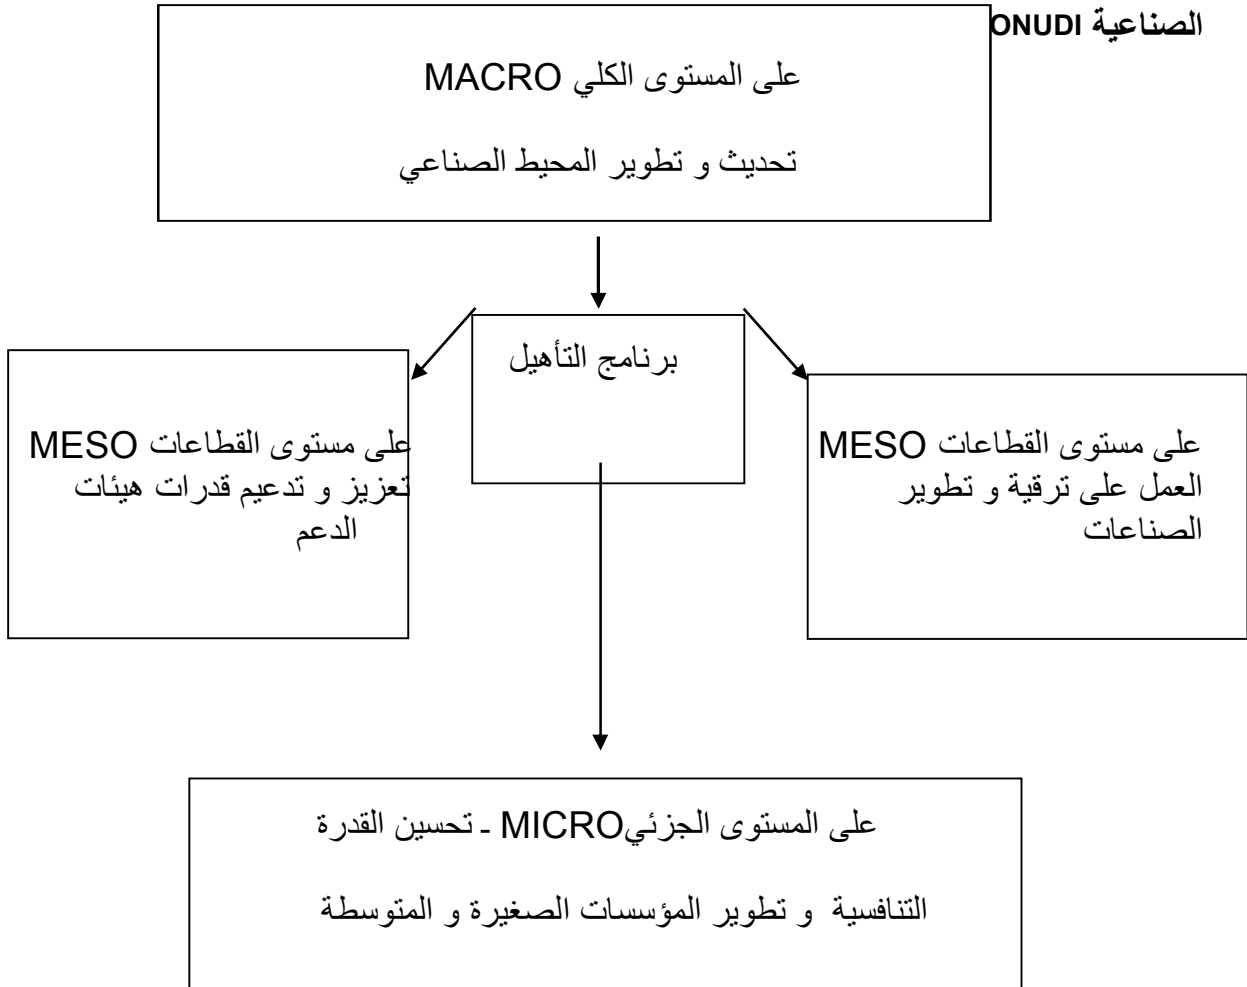 الصناعية ONUDI
على المستوى الكلي MACRO
تحديث و تطوير المحيط الصناعي
برنامج التأهيل
على مستوى القطاعات MESO
العمل على ترقية و تطوير
الصناعات
على مستوى القطاعات MESO
تعزيز و تدعيم قدرات هيئات
الدعم
على المستوى الجزئيMICRO - تحسين القدرة
التنافسية و تطوير المؤسسات الصغيرة و المتوسطة